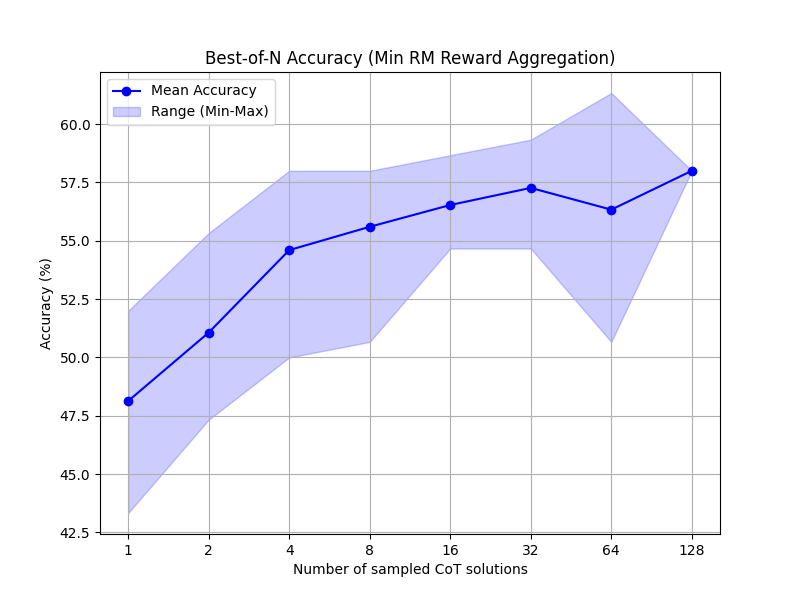 Best-of-N Accuracy (Min RM Reward Aggregation)
Mean Accuracy
Range (Min-Max)
60.0
57.5
55.0
52.5
50.0
47.5
45.0
42.5
Accuracy (%)
1 2 4 8 16 32 64 128
Number of sampled CoT solutions